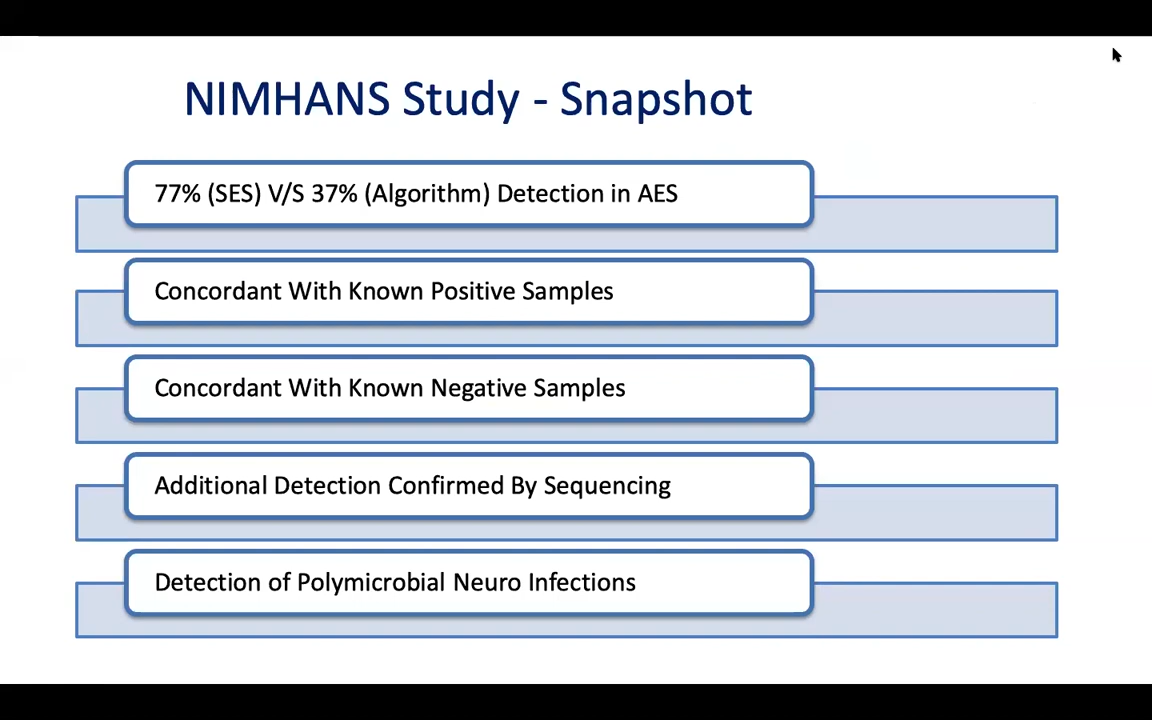 NIMHANS Study - Snapshot
77% (SES) V/S 37% (Algorithm) Detection in AES
Concordant With Known Positive Samples
Concordant With Known Negative Samples
Additional Detection Confirmed By Sequencing
Detection of Polymicrobial Neuro Infections